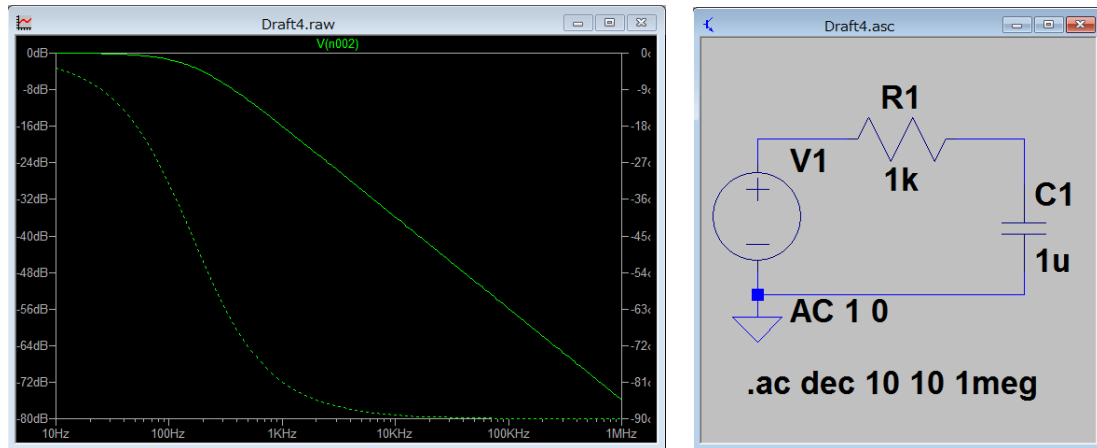 Draft4.raw
V(n002)
0dB
-8dB
-16dB
-24dB
-32dB
-40dB
-48dB
-56dB
-64dB
-72dB
-80dB
10Hz
100Hz
1KHz
10KHz
100KHz
1MHz
Draft4.asc
R1
V1
1k
C1
1u
AC 1 0
.ac dec 10 10 1meg